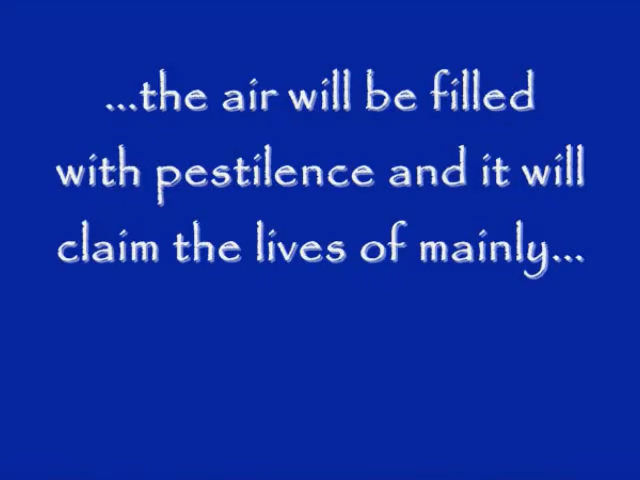 ...the air will be filled
with pestilence and it will
claim the lives of mainly...